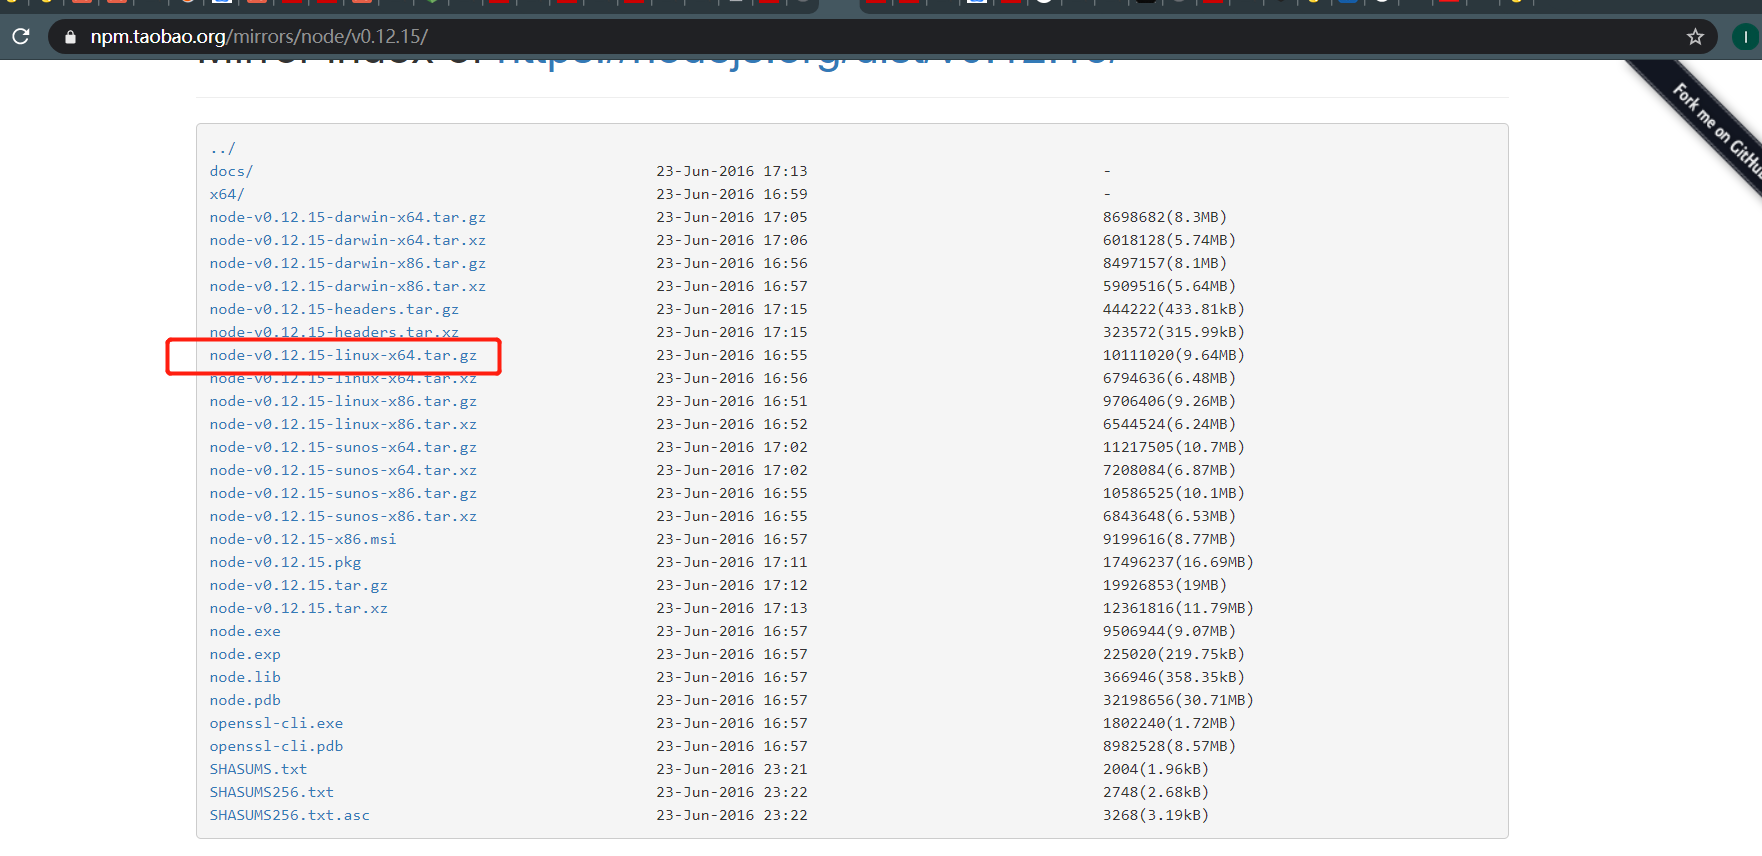 npm.taobao.org/mirrors/node/v0.12.15/
Mirror index of https://nodejs.org/dist/v0.12.15/
Fork me on GitHub
../
docs/ 23-Jun-2016 17:13 -
x64/ 23-Jun-2016 16:59 -
node-v0.12.15-darwin-x64.tar.gz 23-Jun-2016 17:05 8698682(8.3MB)
node-v0.12.15-darwin-x64.tar.xz 23-Jun-2016 17:06 6018128(5.74MB)
node-v0.12.15-darwin-x86.tar.gz 23-Jun-2016 16:56 8497157(8.1MB)
node-v0.12.15-darwin-x86.tar.xz 23-Jun-2016 16:57 5909516(5.64MB)
node-v0.12.15-headers.tar.gz 23-Jun-2016 17:15 444222(433.81kB)
node-v0.12.15-headers.tar.xz 23-Jun-2016 17:15 323572(315.99kB)
node-v0.12.15-linux-x64.tar.gz 23-Jun-2016 16:55 10111020(9.64MB)
node-v0.12.15-linux-x64.tar.xz 23-Jun-2016 16:56 6794636(6.48MB)
node-v0.12.15-linux-x86.tar.gz 23-Jun-2016 16:51 9706406(9.26MB)
node-v0.12.15-linux-x86.tar.xz 23-Jun-2016 16:52 6544524(6.24MB)
node-v0.12.15-sunos-x64.tar.gz 23-Jun-2016 17:02 11217505(10.7MB)
node-v0.12.15-sunos-x64.tar.xz 23-Jun-2016 17:02 7208084(6.87MB)
node-v0.12.15-sunos-x86.tar.gz 23-Jun-2016 16:55 10586525(10.1MB)
node-v0.12.15-sunos-x86.tar.xz 23-Jun-2016 16:55 6843648(6.53MB)
node-v0.12.15-x86.msi 23-Jun-2016 16:57 9199616(8.77MB)
node-v0.12.15.pkg 23-Jun-2016 17:11 17496237(16.69MB)
node-v0.12.15.tar.gz 23-Jun-2016 17:12 19926853(19MB)
node-v0.12.15.tar.xz 23-Jun-2016 17:13 12361816(11.79MB)
node.exe 23-Jun-2016 16:57 9506944(9.07MB)
node.exp 23-Jun-2016 16:57 225020(219.75kB)
node.lib 23-Jun-2016 16:57 366946(358.35kB)
node.pdb 23-Jun-2016 16:57 32198656(30.71MB)
openssl-cli.exe 23-Jun-2016 16:57 1802240(1.72MB)
openssl-cli.pdb 23-Jun-2016 16:57 8982528(8.57MB)
SHASUMS.txt 23-Jun-2016 23:21 2004(1.96kB)
SHASUMS256.txt 23-Jun-2016 23:22 2748(2.68kB)
SHASUMS256.txt.asc 23-Jun-2016 23:22 3268(3.19kB)